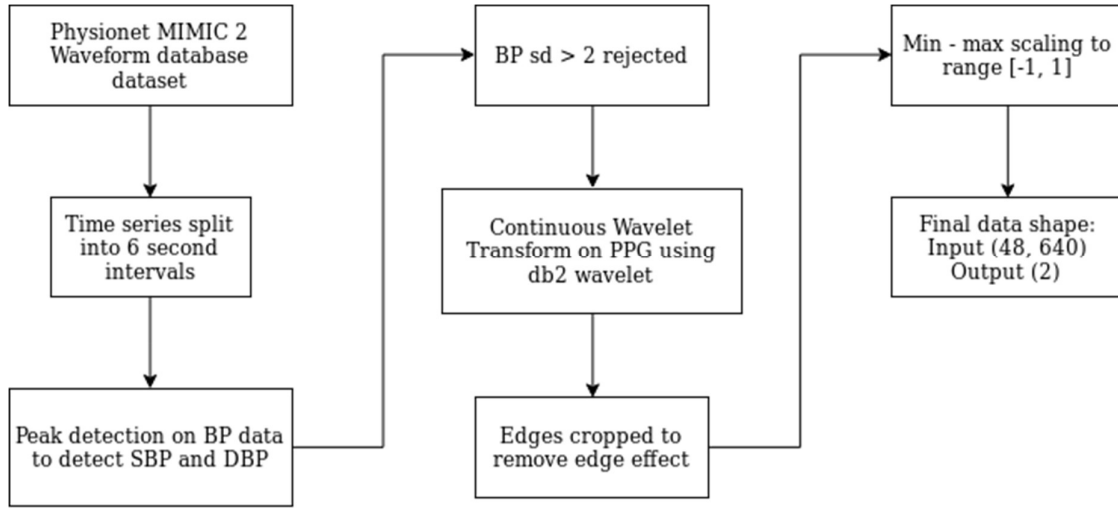 Physionet MIMIC 2
Waveform database
dataset
Time series split
into 6 second
intervals
Peak detection on BP data
to detect SBP and DBP
BP sd > 2 rejected
Continuous Wavelet
Transform on PPG using
db2 wavelet
Edges cropped to
remove edge effect
Min - max scaling to
range [-1, 1]
Final data shape:
Input (48, 640)
Output (2)